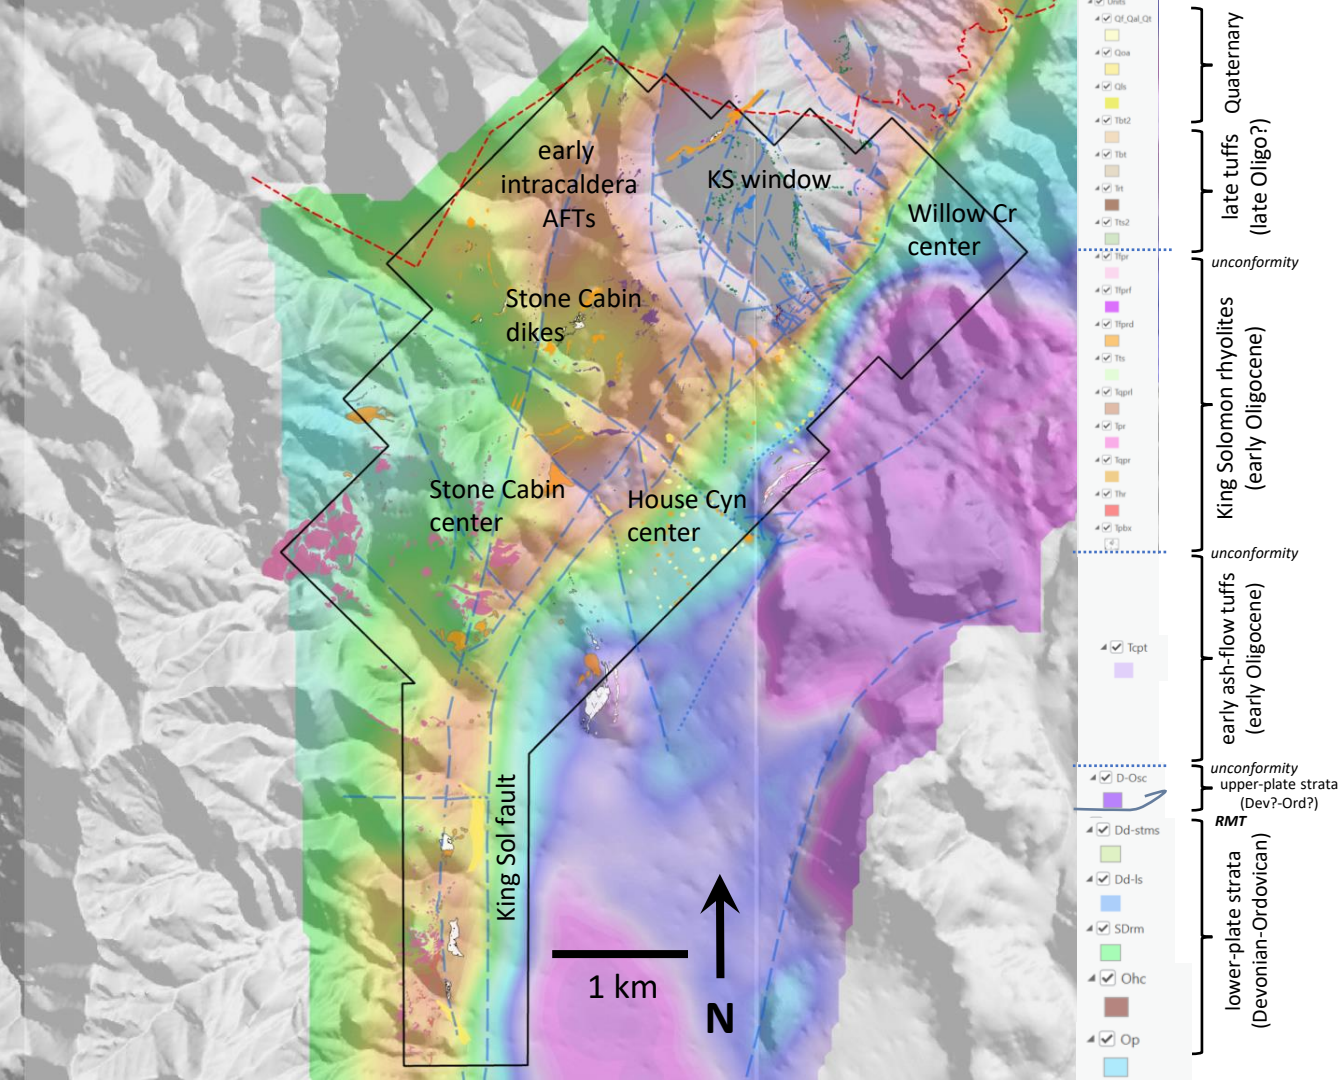 early
intracaldera
AFTs
KS window
Willow Cr
center
Stone Cabin
dikes
Stone Cabin
center
House Cyn
center
King Sol fault
1 km
N
Units
Qf_Qal_Qt
Qoa
Qls
Tbt2
Tbt
Trt
Tts2
Tfpr
Tfprf
Tfprd
Tts
Tqprl
Tpr
Tqpr
Thr
Tpbx
Tcpt
D-Osc
Dd-stms
Dd-ls
SDrm
Ohc
Op
Quaternary
late tuffs
(late Oligo?)
unconformity
King Solomon rhyolites
(early Oligocene)
unconformity
early ash-flow tuffs
(early Oligocene)
unconformity
upper-plate strata
(Dev?-Ord?)
RMT
lower-plate strata
(Devonian-Ordovican)